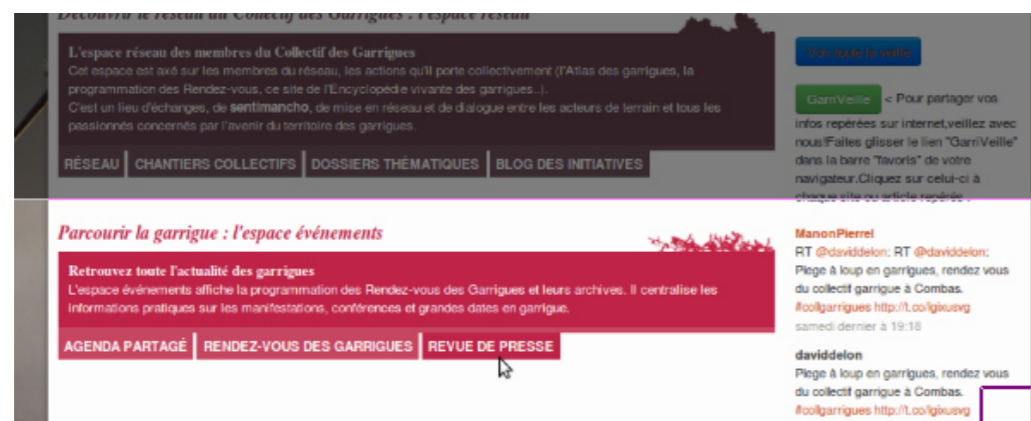 Découvrir le réseau du Collectif des Garrigues : l'espace réseau
L'espace réseau des membres du Collectif des Garrigues
Cet espace est axé sur les membres du réseau, les actions qu'il porte collectivement (l'Atlas des garrigues, la
programmation des Rendez-vous, ce site de l'Encyclopédie vivante des garrigues..).
C'est un lieu d'échanges, de sentimancho, de mise en réseau et de dialogue entre les acteurs de terrain et tous les
passionnés concernés par l'avenir du territoire des garrigues.
RÉSEAU CHANTIERS COLLECTIFS DOSSIERS THÉMATIQUES BLOG DES INITIATIVES
Parcourir la garrigue : l'espace événements
Retrouvez toute l'actualité des garrigues
L'espace événements affiche la programmation des Rendez-vous des Garrigues et leurs archives. Il centralise les
informations pratiques sur les manifestations, conférences et grandes dates en garrigue.
AGENDA PARTAGÉ RENDEZ-VOUS DES GARRIGUES REVUE DE PRESSE
Voir toute la veille
GarriVeille < Pour partager vos
infos repérées sur internet,veillez avec
nous!Faites glisser le lien "GarriVeille"
dans la barre "favoris" de votre
navigateur.Cliquez sur celui-ci à
chaque site ou article repérés !
ManonPierrel
RT @daviddelon: RT @daviddelon:
Piege à loup en garrigues, rendez vous
du collectif garrigue à Combas.
#collgarrigues http://t.co/lgixusvg
samedi dernier à 19:18
daviddelon
Piege à loup en garrigues, rendez vous
du collectif garrigue à Combas.
#collgarrigues http://t.co/lgixusvg